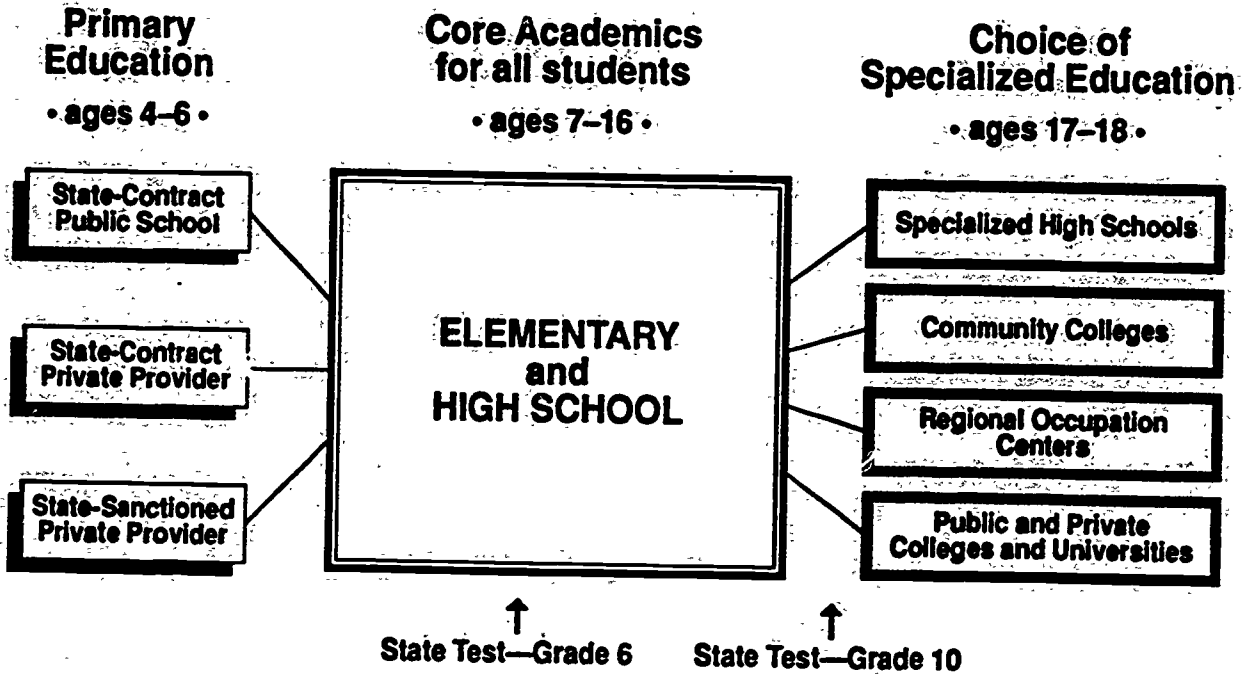 Primary
Education
• ages 4–6 •
State-Contract
Public School
State-Contract
Private Provider
State-Sanctioned
Private Provider
Core Academics
for all students
• ages 7–16 •
ELEMENTARY
and
HIGH SCHOOL
Choice of
Specialized Education
• ages 17–18 •
Specialized High Schools
Community Colleges
Regional Occupation
Centers
Public and Private
Colleges and Universities
↑
State Test—Grade 6
↑
State Test—Grade 10